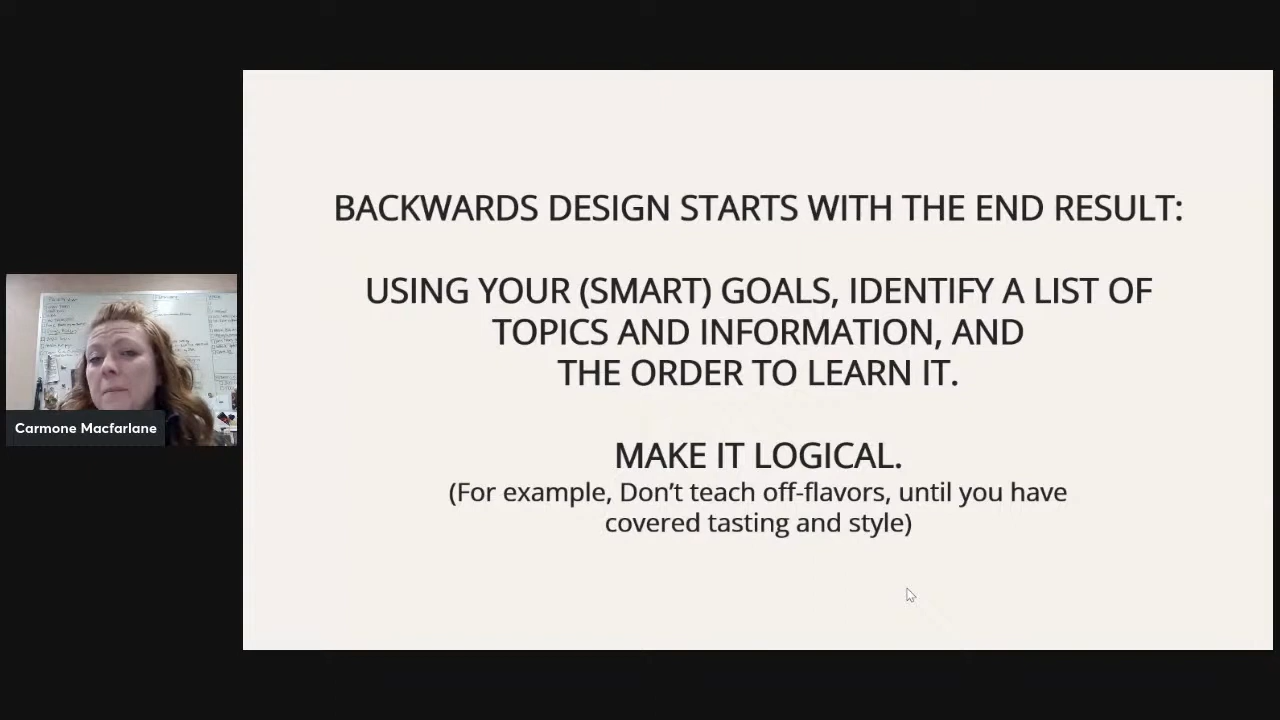 BACKWARDS DESIGN STARTS WITH THE END RESULT:
USING YOUR (SMART) GOALS, IDENTIFY A LIST OF
TOPICS AND INFORMATION, AND
THE ORDER TO LEARN IT.
MAKE IT LOGICAL.
(For example, Don't teach off-flavors, until you have
covered tasting and style)
Carmone Macfarlane